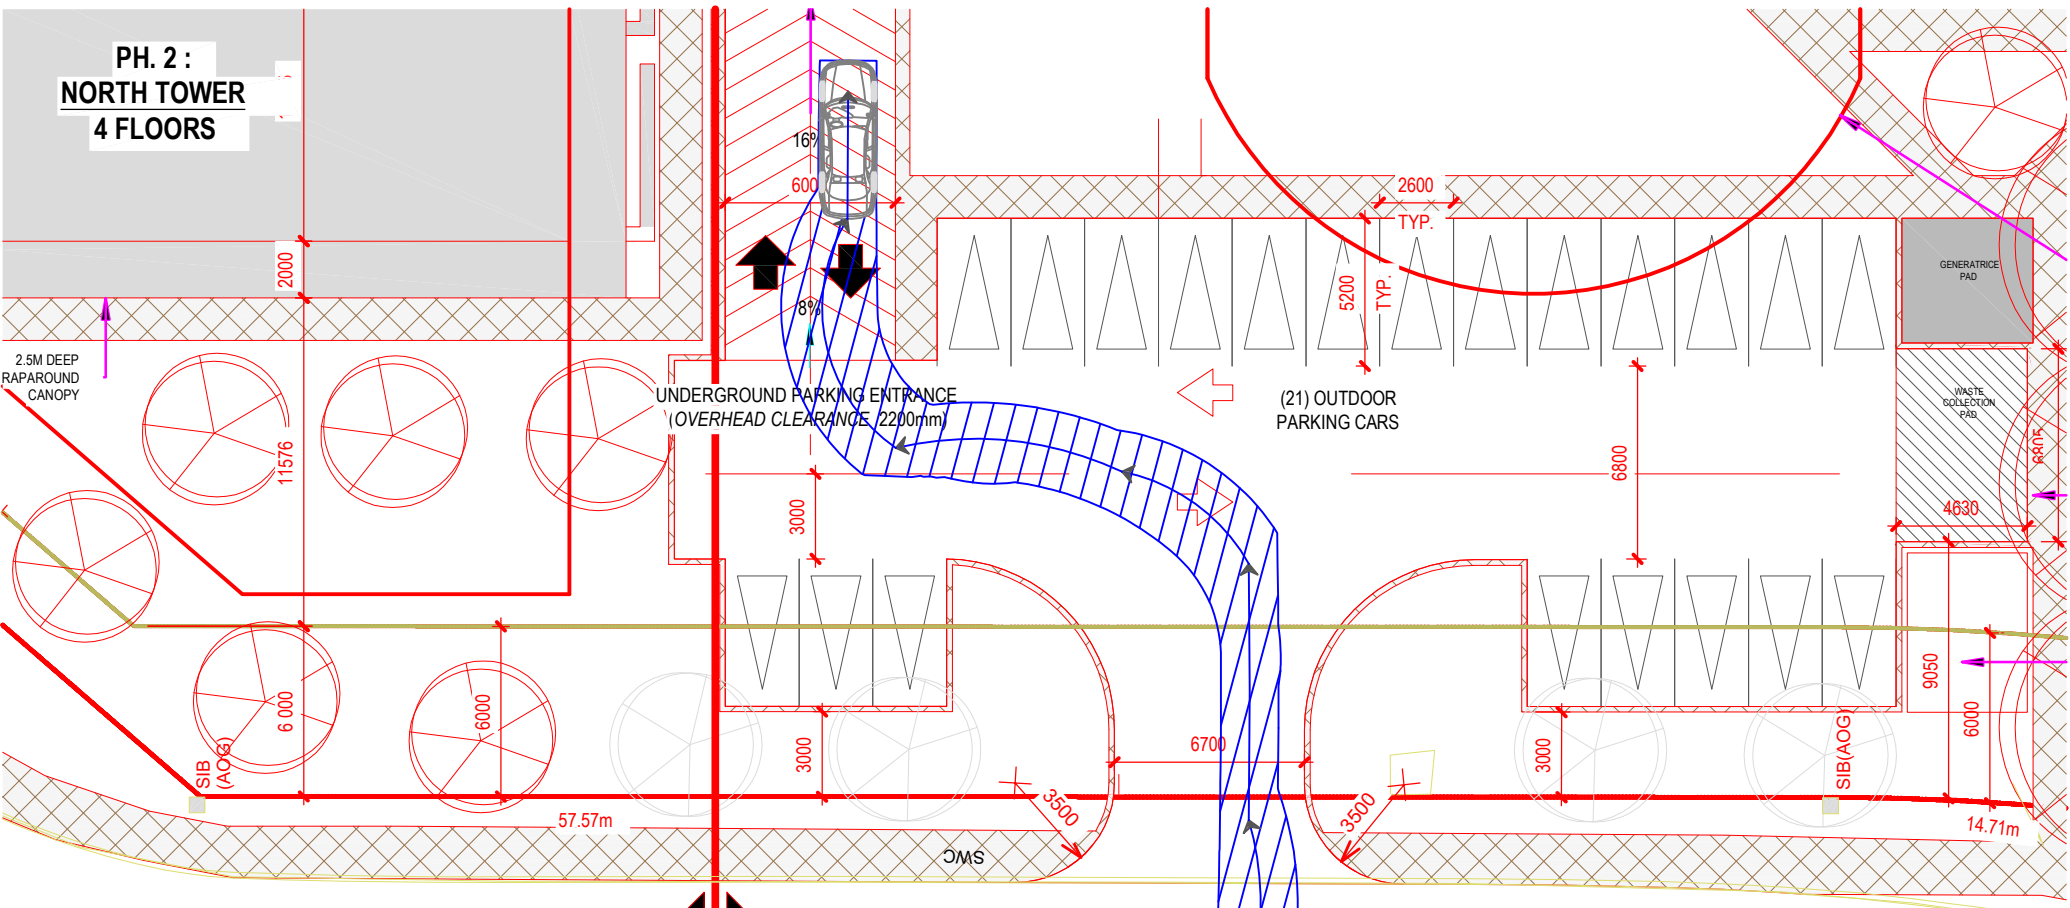 PH. 2 :
NORTH TOWER
4 FLOORS
16%
600
2600
TYP.
5200
TYP.
2000
8%
GENERATRICE
PAD
2.5M DEEP
RAPAROUND
CANOPY
UNDERGROUND PARKING ENTRANCE
(OVERHEAD CLEARANCE 2200mm)
(21) OUTDOOR
PARKING CARS
WASTE
COLLECTION
PAD
11576
3000
6800
4630
6 000
6000
3000
6700
3000
9050
6000
SIB
(AOG)
SIB(AOG)
3500
3500
57.57m
14.71m
SWC